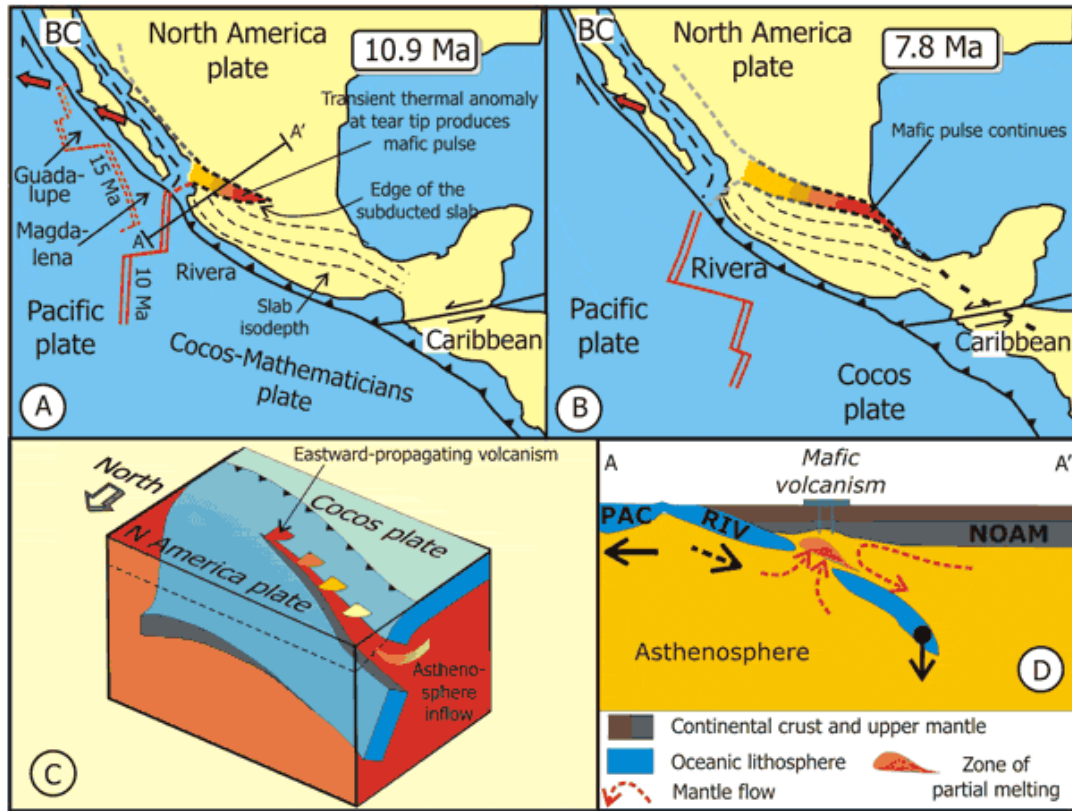 BC
North America
plate
10.9 Ma
Transient thermal anomaly
at tear tip produces
mafic pulse
A'
Guada-
lupe
15 Ma
Edge of the
subducted slab
Magda-
lena
A
10 Ma
Rivera
Slab
isodepth
Pacific
plate
Cocos-Mathematicians
plate
Caribbean
A
BC
North America
plate
7.8 Ma
Mafic pulse continues
Rivera
Pacific
plate
Caribbean
Cocos
plate
B
Eastward-propagating volcanism
North
Cocos plate
N America plate
Astheno-
sphere
inflow
C
A
A'
Mafic
volcanism
PAC
RIV
NOAM
Asthenosphere
D
Continental crust and upper mantle
Oceanic lithosphere
Mantle flow
Zone of
partial melting